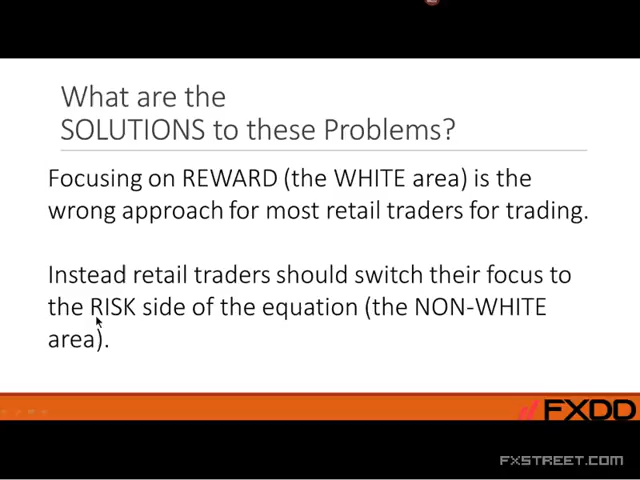 What are the
SOLUTIONS to these Problems?
Focusing on REWARD (the WHITE area) is the
wrong approach for most retail traders for trading.
Instead retail traders should switch their focus to
the RISK side of the equation (the NON-WHITE
area).
FXDD
FXSTREET.COM